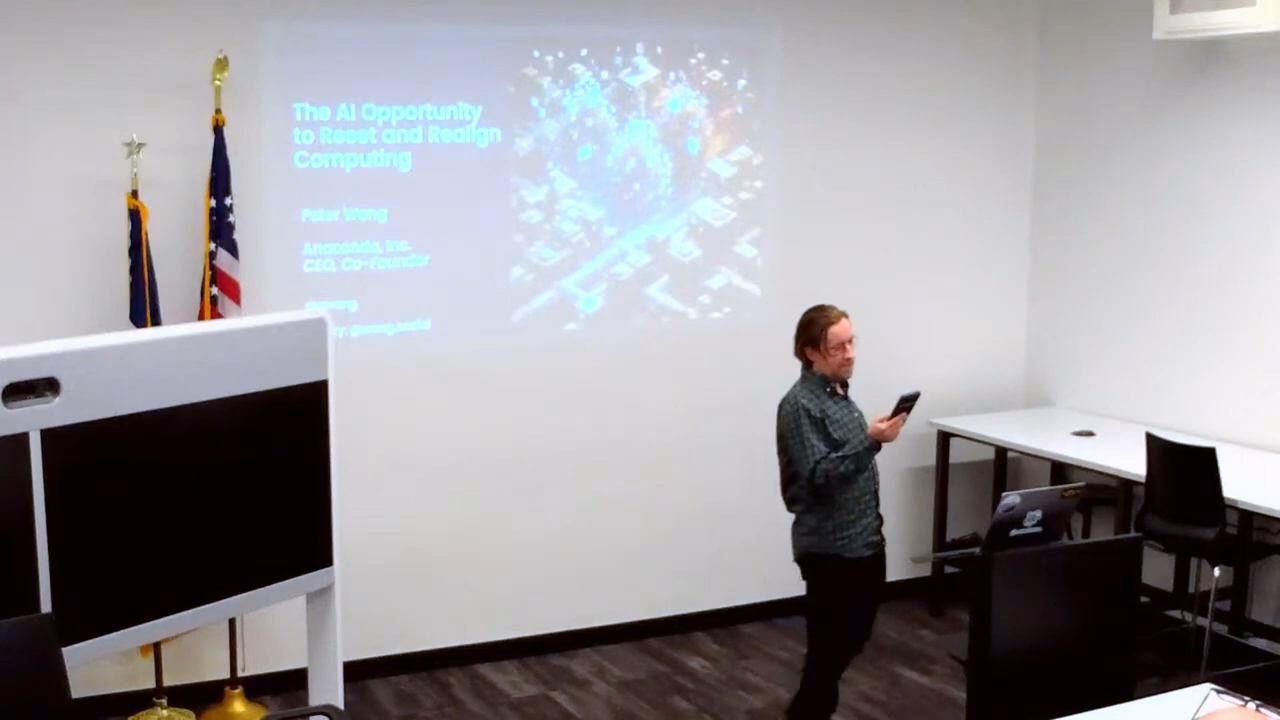 The AI Opportunity
to Reset and Realign
Computing
Peter Wang
Anaconda, Inc.
CEO, Co-Founder